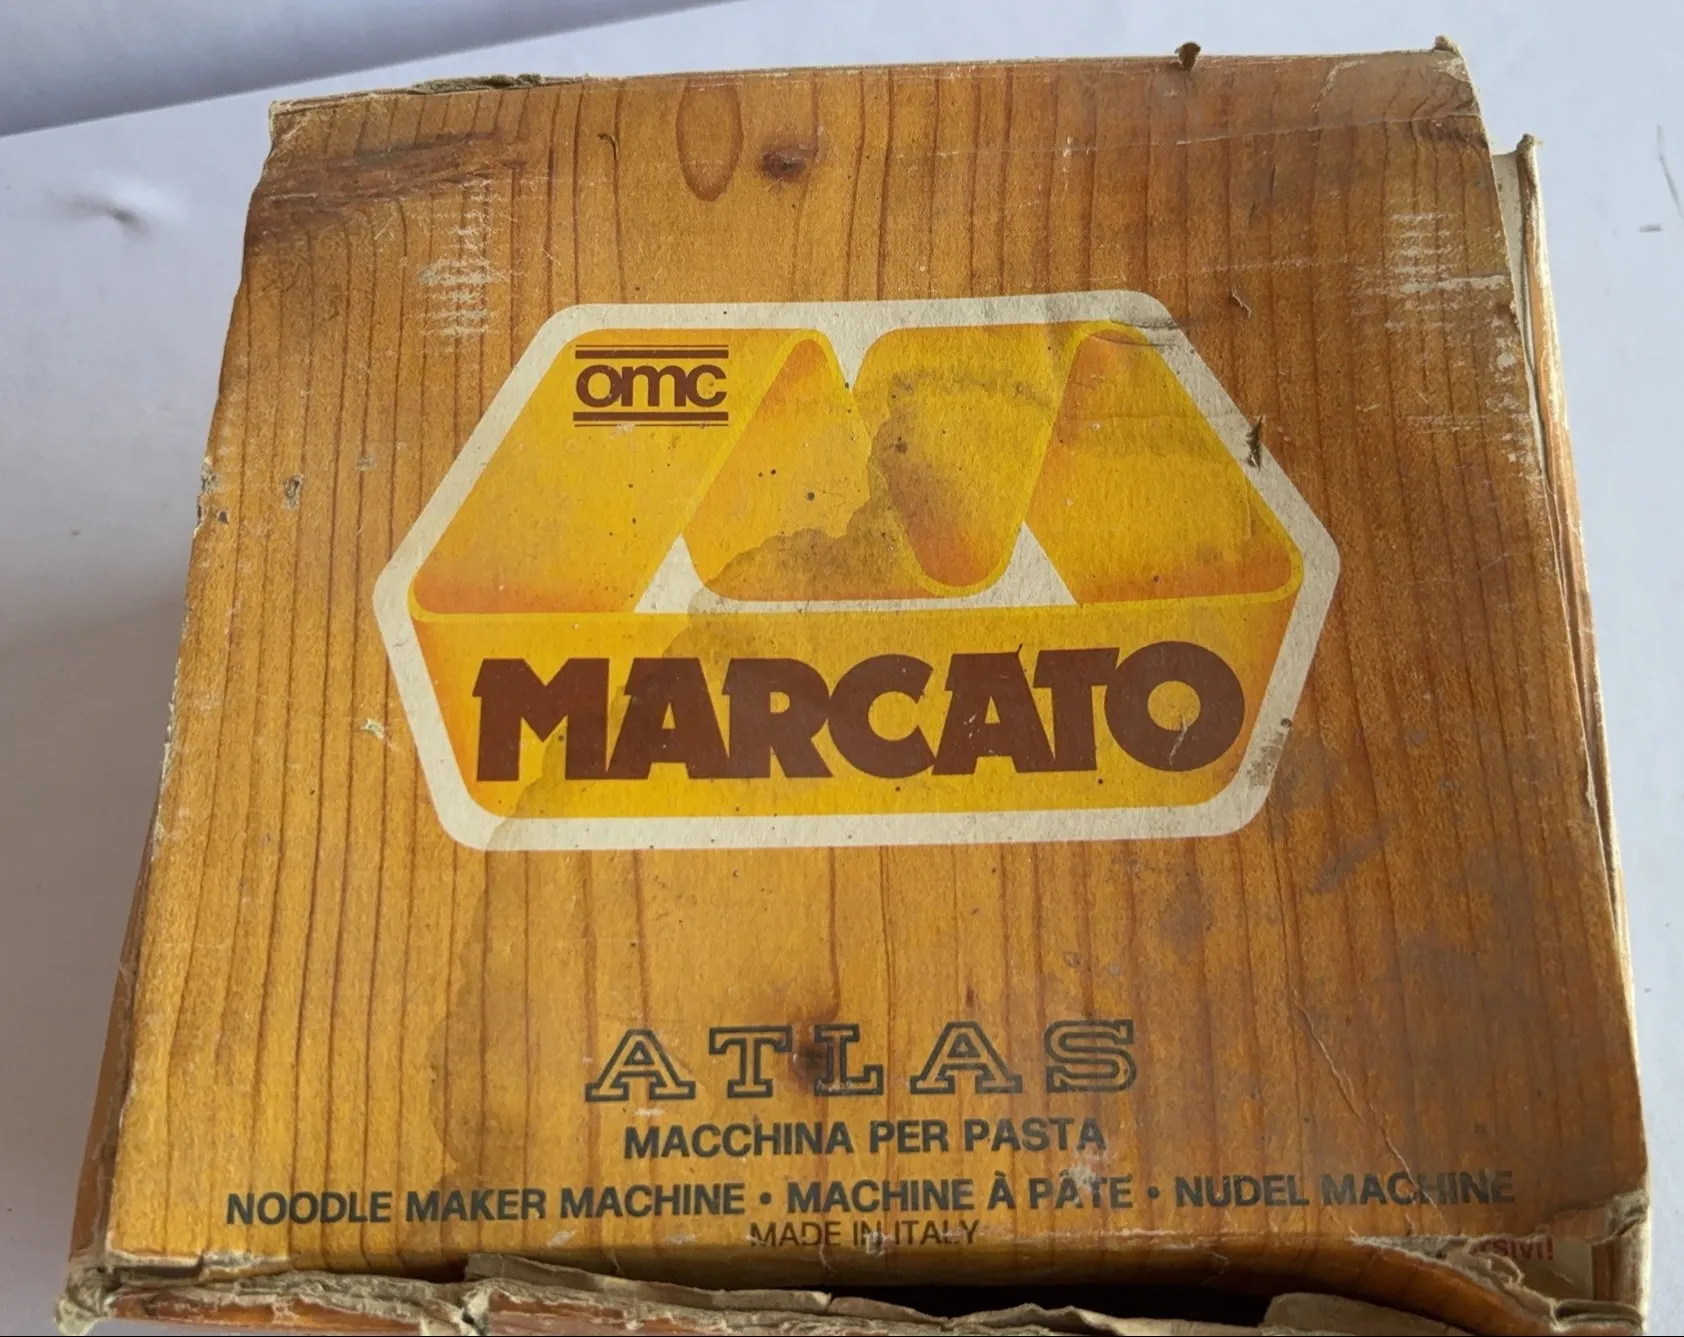 omc
MARCATO
ATLAS
MACCHINA PER PASTA
NOODLE MAKER MACHINE • MACHINE À PÂTE • NUDEL MACHINE
MADE IN ITALY